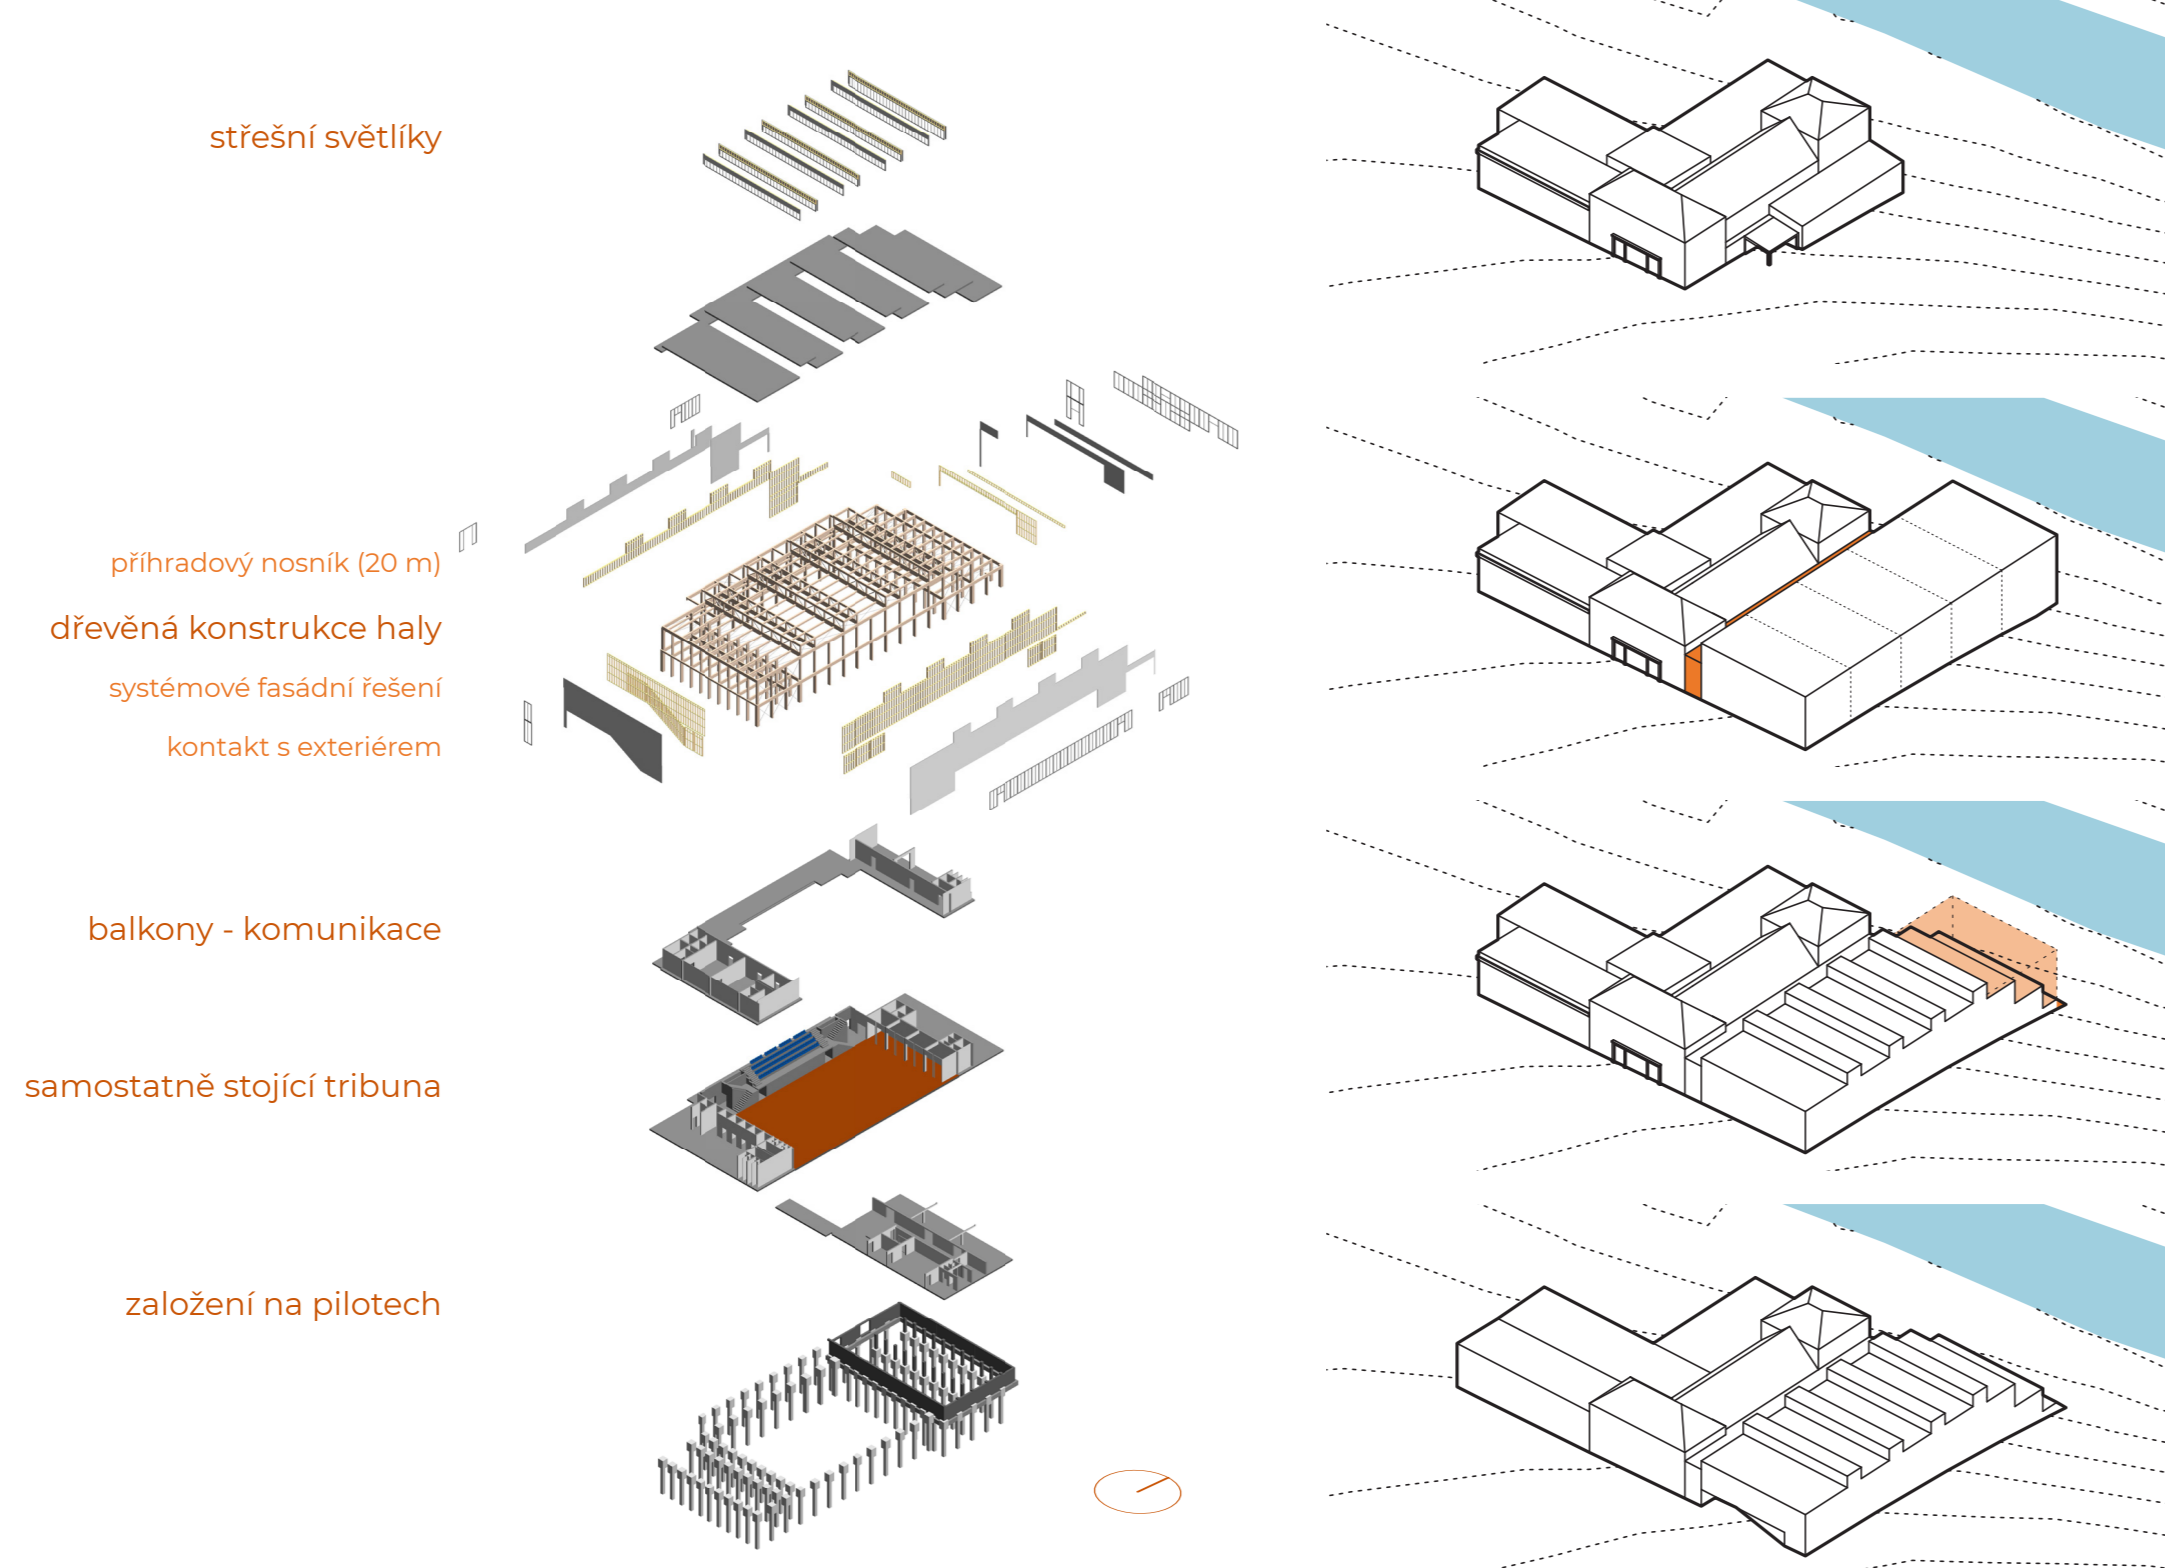 střešní světlíky
příhradový nosník (20 m)
dřevěná konstrukce haly
systémové fasádní řešení
kontakt s exteriérem
balkony - komunikace
samostatně stojící tribuna
založení na pilotech